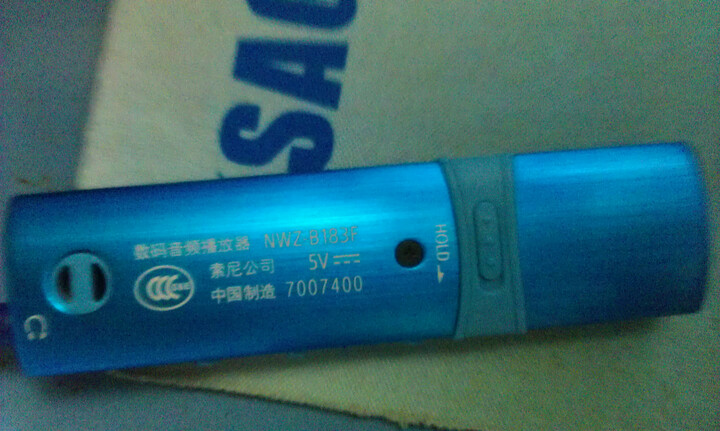 SAC
数码音频播放器 NWZ-B183F
索尼公司 5V
中国制造 7007400
HOLD